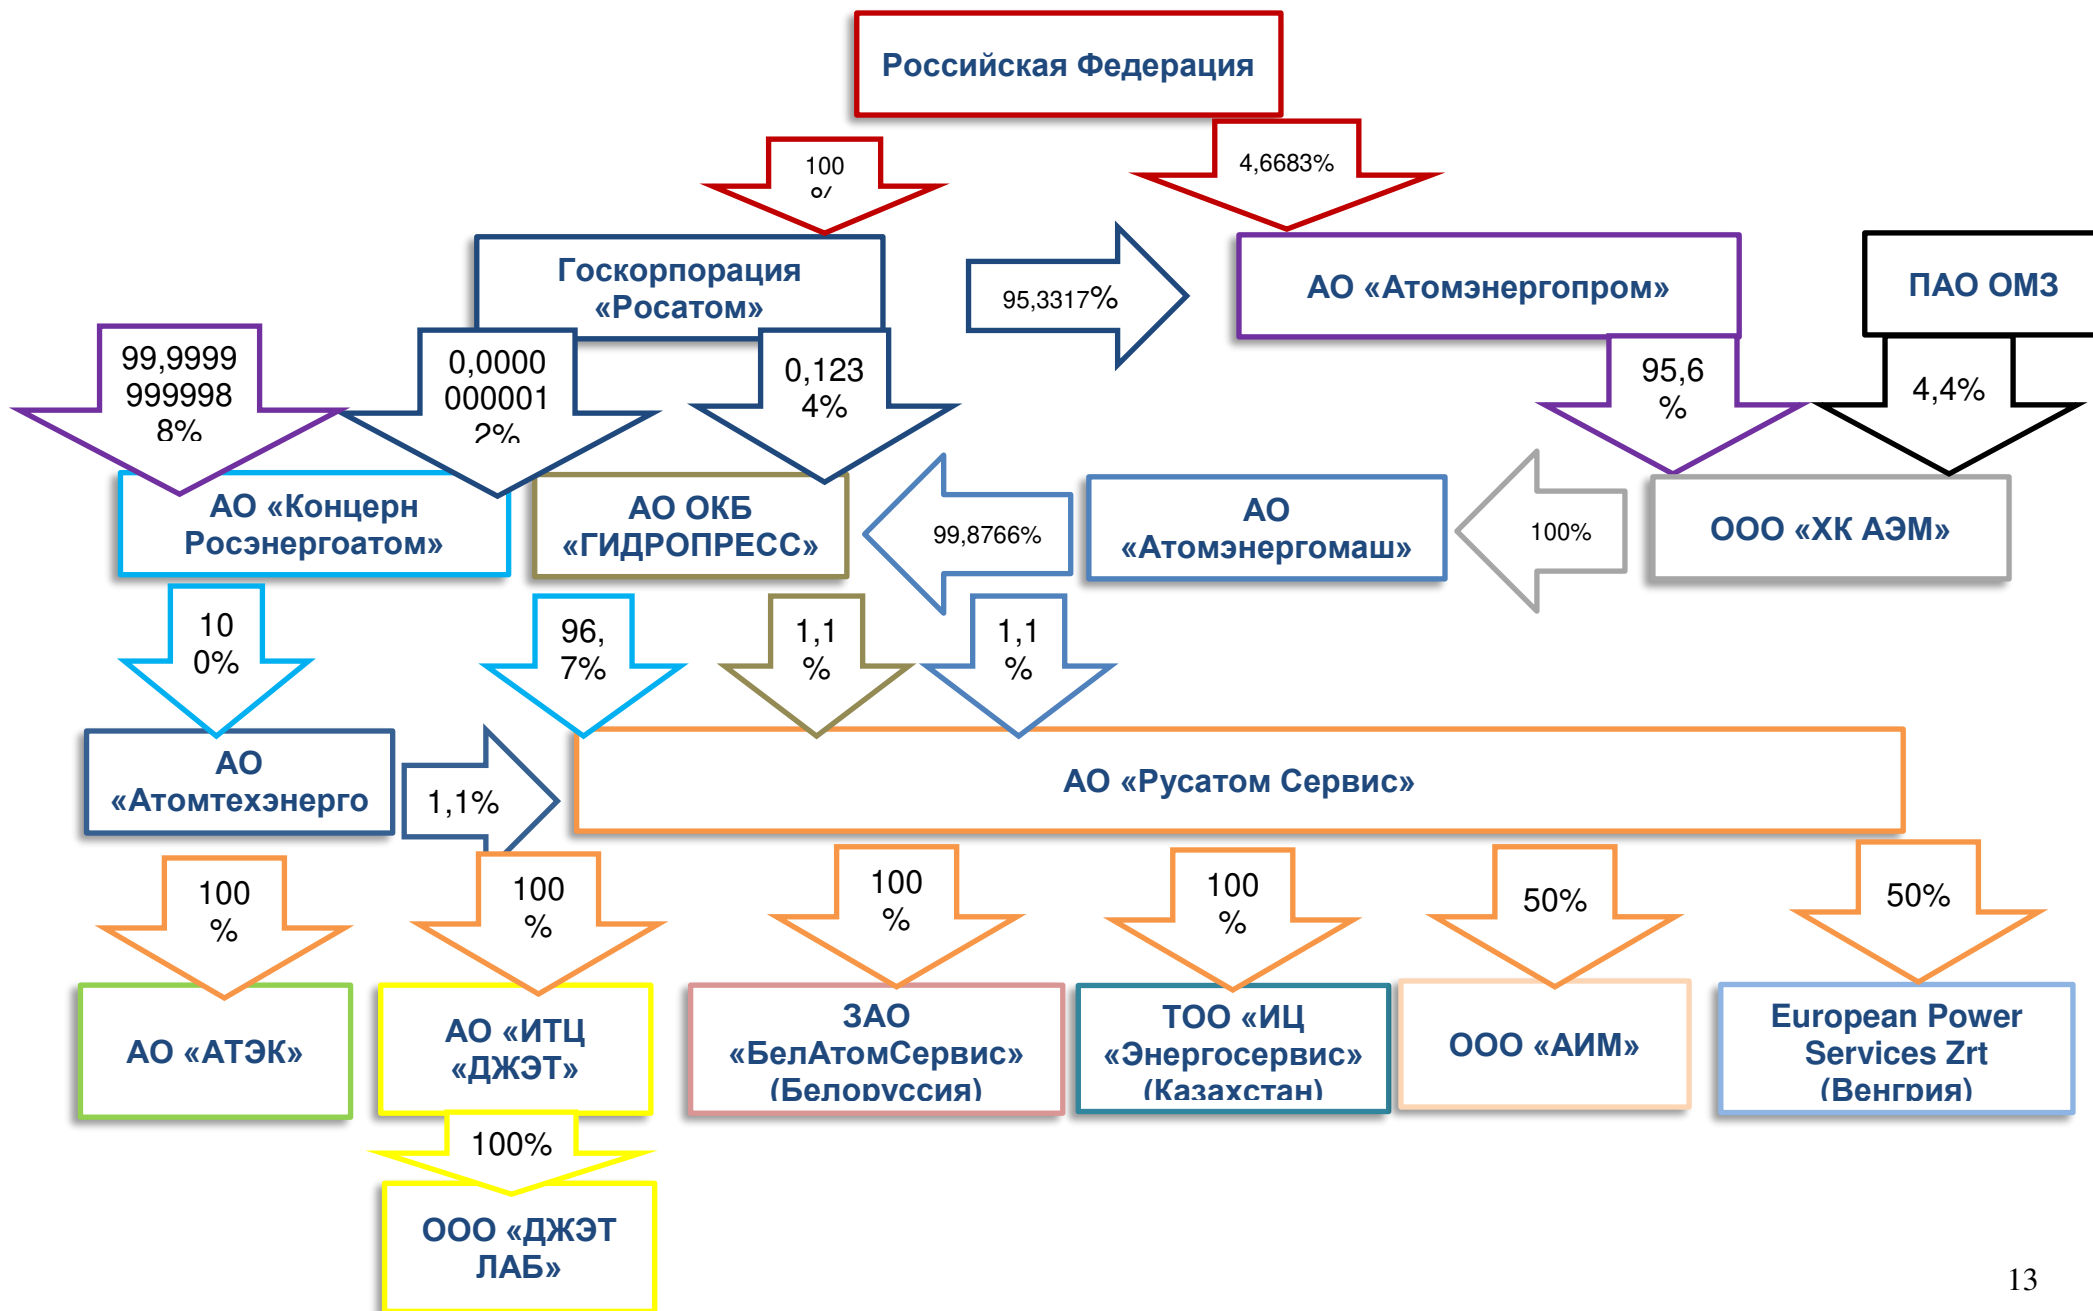 Российская Федерация
100
%
4,6683%
Госкорпорация
«Росатом»
95,3317%
АО «Атомэнергопром»
ПАО ОМЗ
99,9999
999998
8%
0,0000
000001
2%
0,123
4%
95,6
%
4,4%
АО «Концерн
Росэнергоатом»
АО ОКБ
«ГИДРОПРЕСС»
99,8766%
АО
«Атомэнергомаш»
100%
ООО «ХК АЭМ»
10
0%
96,
7%
1,1
%
1,1
%
АО
«Атомтехэнерго
1,1%
АО «Русатом Сервис»
100
%
100
%
100
%
100
%
50%
50%
АО «АТЭК»
АО «ИТЦ
«ДЖЭТ»
ЗАО
«БелАтомСервис»
(Белоруссия)
ТОО «ИЦ
«Энергосервис»
(Казахстан)
ООО «АИМ»
European Power
Services Zrt
(Венгрия)
100%
ООО «ДЖЭТ
ЛАБ»
13